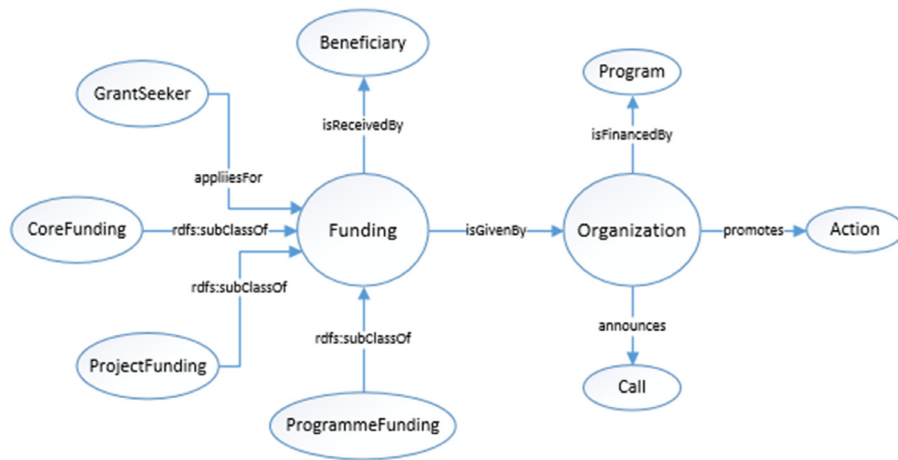 Beneficiary
Program
GrantSeeker
isReceivedBy
isFinancedBy
appliiesFor
CoreFunding
rdfs:subClassOf
Funding
isGivenBy
Organization
promotes
Action
rdfs:subClassOf
announces
rdfs:subClassOf
ProjectFunding
Call
ProgrammeFunding